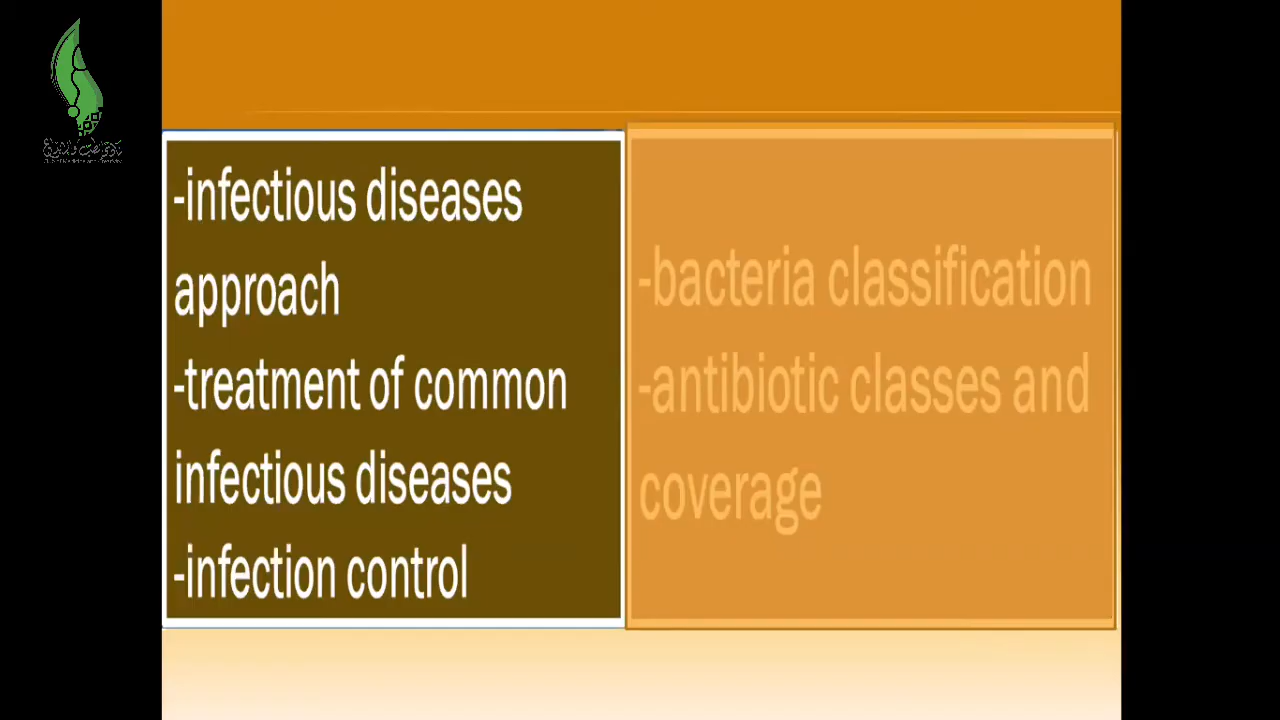 -infectious diseases
approach
-treatment of common
infectious diseases
-infection control
-bacteria classification
-antibiotic classes and
coverage